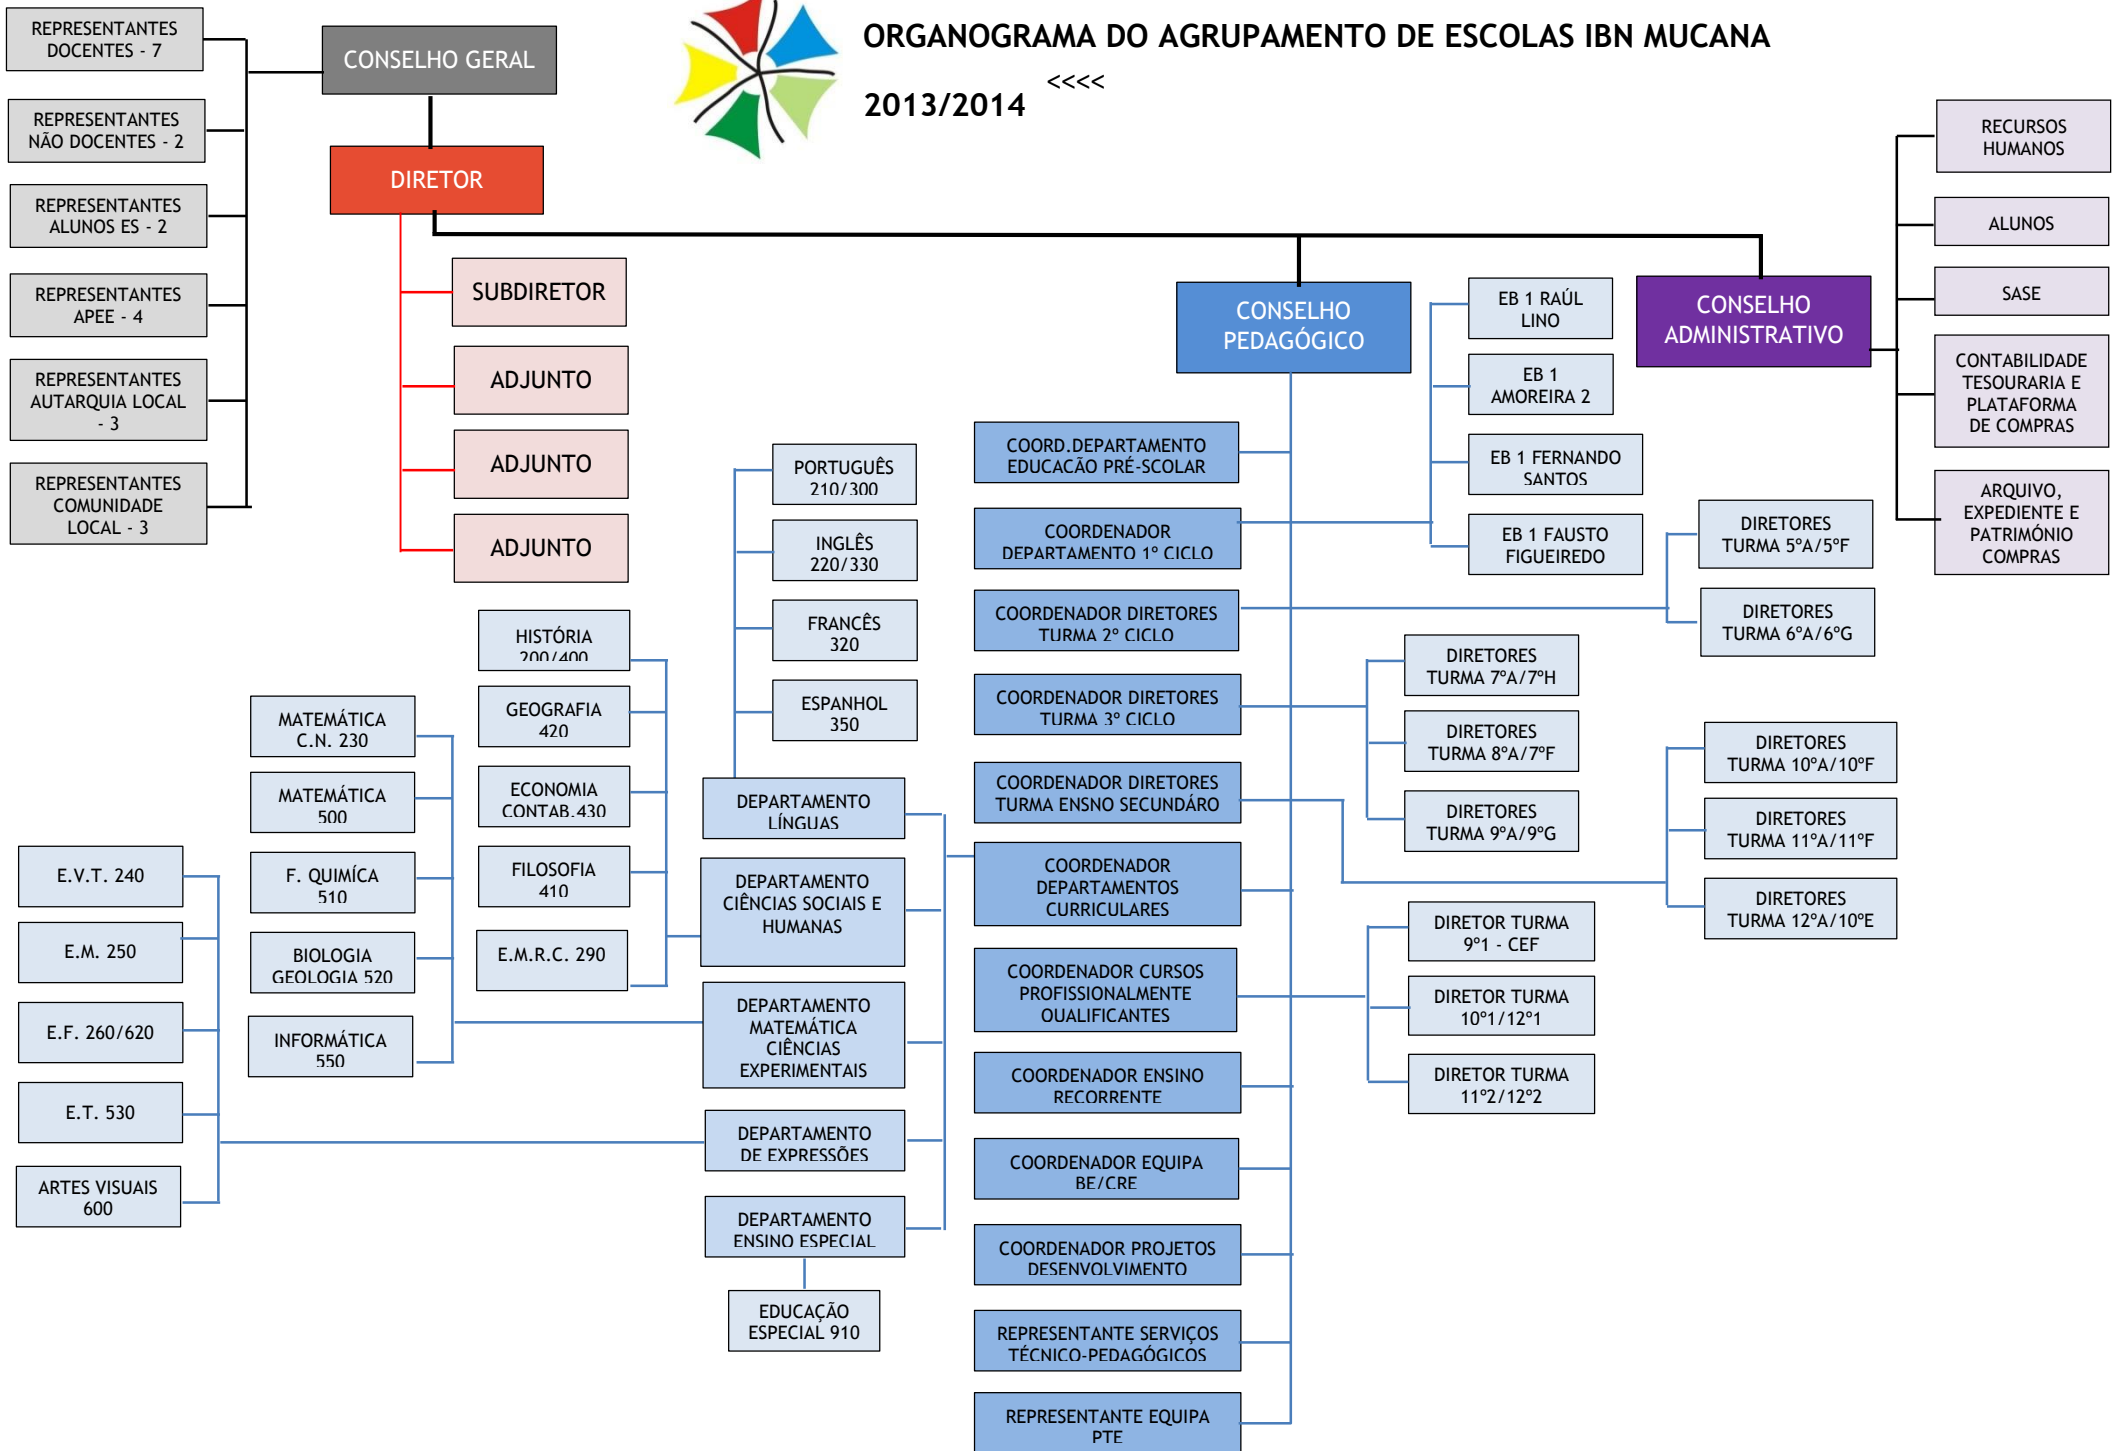 ORGANOGRAMA DO AGRUPAMENTO DE ESCOLAS IBN MUCANA
<<<<
2013/2014
REPRESENTANTES
DOCENTES - 7
REPRESENTANTES
NÃO DOCENTES - 2
REPRESENTANTES
ALUNOS ES - 2
REPRESENTANTES
APEE - 4
REPRESENTANTES
AUTARQUIA LOCAL
- 3
REPRESENTANTES
COMUNIDADE
LOCAL - 3
CONSELHO GERAL
DIRETOR
SUBDIRETOR
ADJUNTO
ADJUNTO
ADJUNTO
CONSELHO
PEDAGÓGICO
CONSELHO
ADMINISTRATIVO
RECURSOS
HUMANOS
ALUNOS
SASE
CONTABILIDADE
TESOURARIA E
PLATAFORMA
DE COMPRAS
ARQUIVO,
EXPEDIENTE E
PATRIMÓNIO
COMPRAS
EB 1 RAÚL
LINO
EB 1
AMOREIRA 2
EB 1 FERNANDO
SANTOS
EB 1 FAUSTO
FIGUEIREDO
DIRETORES
TURMA 5ºA/5ºF
DIRETORES
TURMA 6ºA/6ºG
DIRETORES
TURMA 7ºA/7ºH
DIRETORES
TURMA 8ºA/7ºF
DIRETORES
TURMA 9ºA/9ºG
DIRETORES
TURMA 10ºA/10ºF
DIRETORES
TURMA 11ºA/11ºF
DIRETORES
TURMA 12ºA/10ºE
DIRETOR TURMA
9º1 - CEF
DIRETOR TURMA
10º1/12º1
DIRETOR TURMA
11º2/12º2
COORD.DEPARTAMENTO
EDUCACÃO PRÉ-SCOLAR
COORDENADOR
DEPARTAMENTO 1º CICLO
COORDENADOR DIRETORES
TURMA 2º CICLO
COORDENADOR DIRETORES
TURMA 3º CICLO
COORDENADOR DIRETORES
TURMA ENSNO SECUNDÁRO
COORDENADOR
DEPARTAMENTOS
CURRICULARES
COORDENADOR CURSOS
PROFISSIONALMENTE
QUALIFICANTES
COORDENADOR ENSINO
RECORRENTE
COORDENADOR EQUIPA
BE/CRE
COORDENADOR PROJETOS
DESENVOLVIMENTO
REPRESENTANTE SERVIÇOS
TÉCNICO-PEDAGÓGICOS
REPRESENTANTE EQUIPA
PTE
PORTUGUÊS
210/300
INGLÊS
220/330
FRANCÊS
320
ESPANHOL
350
DEPARTAMENTO
LÍNGUAS
DEPARTAMENTO
CIÊNCIAS SOCIAIS E
HUMANAS
DEPARTAMENTO
MATEMÁTICA
CIÊNCIAS
EXPERIMENTAIS
DEPARTAMENTO
DE EXPRESSÕES
DEPARTAMENTO
ENSINO ESPECIAL
EDUCAÇÃO
ESPECIAL 910
HISTÓRIA
200/400
GEOGRAFIA
420
ECONOMIA
CONTAB.430
FILOSOFIA
410
E.M.R.C. 290
MATEMÁTICA
C.N. 230
MATEMÁTICA
500
F. QUIMÍCA
510
BIOLOGIA
GEOLOGIA 520
INFORMÁTICA
550
E.V.T. 240
E.M. 250
E.F. 260/620
E.T. 530
ARTES VISUAIS
600